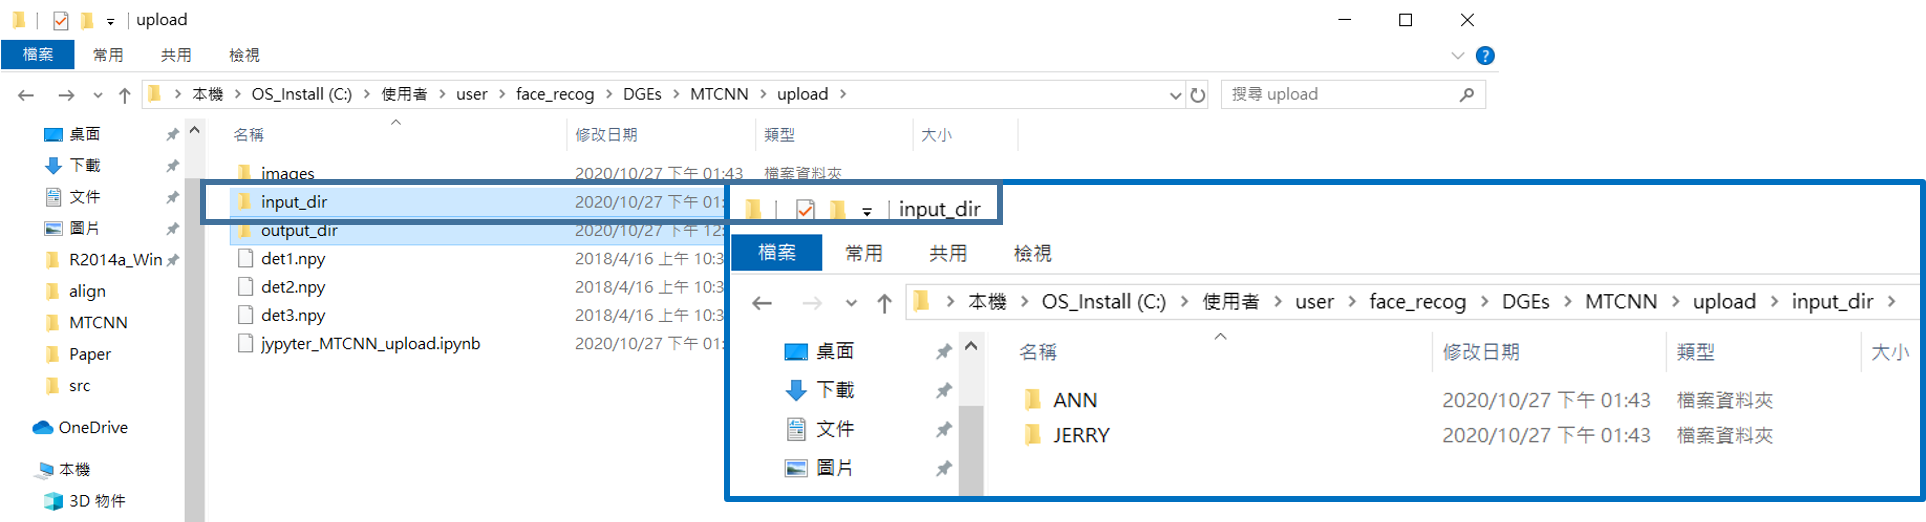 upload
檔案 常用 共用 檢視
本機 OS_Install (C:) 使用者 user face_recog DGEs MTCNN upload
搜尋 upload
名稱 修改日期 類型 大小
桌面
下載
文件
圖片
R2014a_Win
align
MTCNN
Paper
src
OneDrive
本機
3D 物件
images 2020/10/27 下午 01:43 檔案資料夾
input_dir 2020/10/27 下午 01:
output_dir 2020/10/27 下午 12:
det1.npy 2018/4/16 上午 10:3
det2.npy 2018/4/16 上午 10:3
det3.npy 2018/4/16 上午 10:3
jypyter_MTCNN_upload.ipynb 2020/10/27 下午 01:
input_dir
檔案 常用 共用 檢視
本機 OS_Install (C:) 使用者 user face_recog DGEs MTCNN upload input_dir
桌面
下載
文件
圖片
名稱 修改日期 類型 大小
ANN 2020/10/27 下午 01:43 檔案資料夾
JERRY 2020/10/27 下午 01:43 檔案資料夾